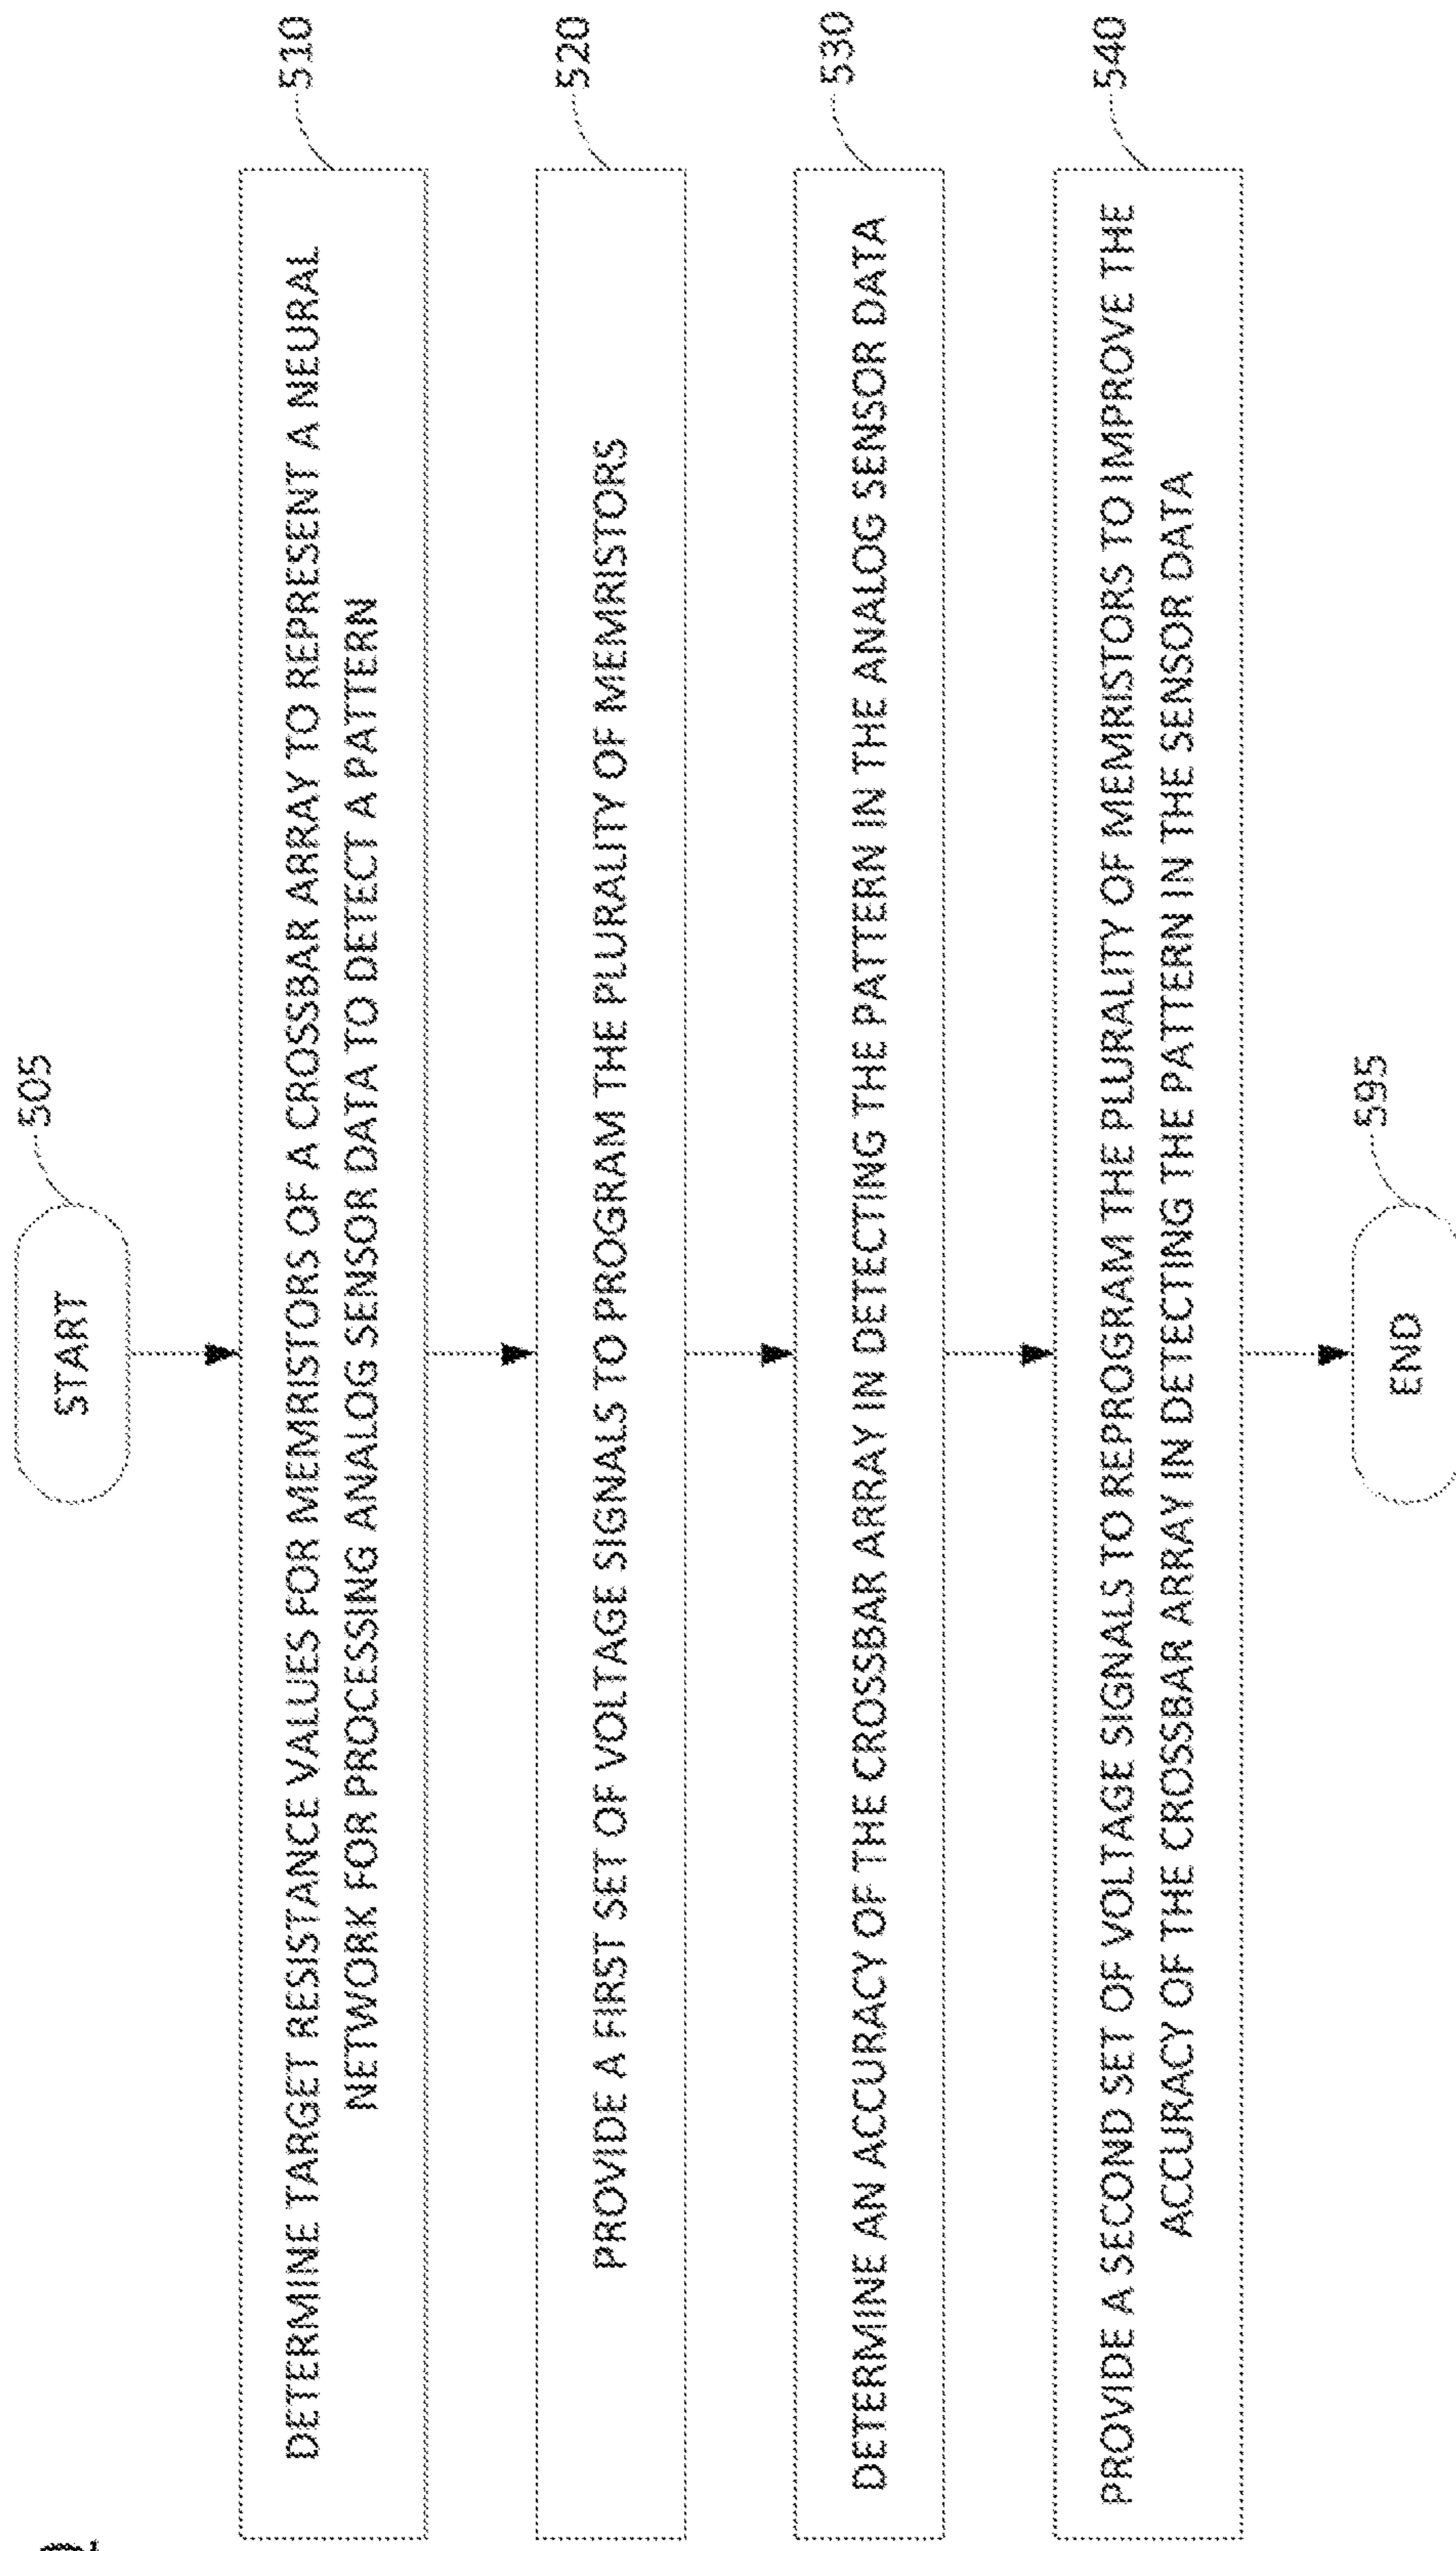 START
505
DETERMINE TARGET RESISTANCE VALUES FOR MEMRISTORS OF A CROSSBAR ARRAY TO REPRESENT A NEURAL
NETWORK FOR PROCESSING ANALOG SENSOR DATA TO DETECT A PATTERN
510
PROVIDE A FIRST SET OF VOLTAGE SIGNALS TO PROGRAM THE PLURALITY OF MEMRISTORS
520
DETERMINE AN ACCURACY OF THE CROSSBAR ARRAY IN DETECTING THE PATTERN IN THE ANALOG SENSOR DATA
530
PROVIDE A SECOND SET OF VOLTAGE SIGNALS TO REPROGRAM THE PLURALITY OF MEMRISTORS TO IMPROVE THE
ACCURACY OF THE CROSSBAR ARRAY IN DETECTING THE PATTERN IN THE SENSOR DATA
540
END
595